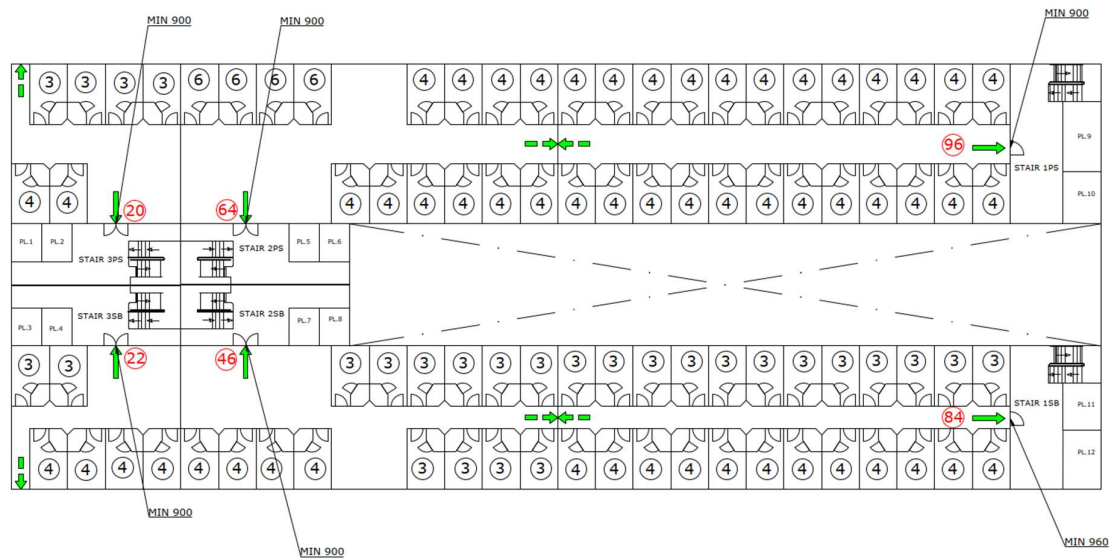 MIN 900 MIN 900 MIN 900
3 3 3 3 6 6 6 6 4 4 4 4 4 4 4 4 4 4 4 4 4 4 4 4
PL.9
96
STAIR 1PS
4 4 4 4 4 4 4 4 4 4 4 4 4 4 4 4 4 4 4 4
PL.10
20 64
PL.1 PL.2 STAIR 3PS STAIR 2PS PL.5 PL.6
PL.3 PL.4 STAIR 3SB STAIR 2SB PL.7 PL.8
22 46
3 3 3 3 3 3 3 3 3 3 3 3 3 3 3 3 3 3 3 3
STAIR 1SB
PL.11
84
4 4 4 4 4 4 4 4 3 3 3 3 4 4 4 4 4 4 4 4 4 4 4 4
PL.12
MIN 900
MIN 900
MIN 960